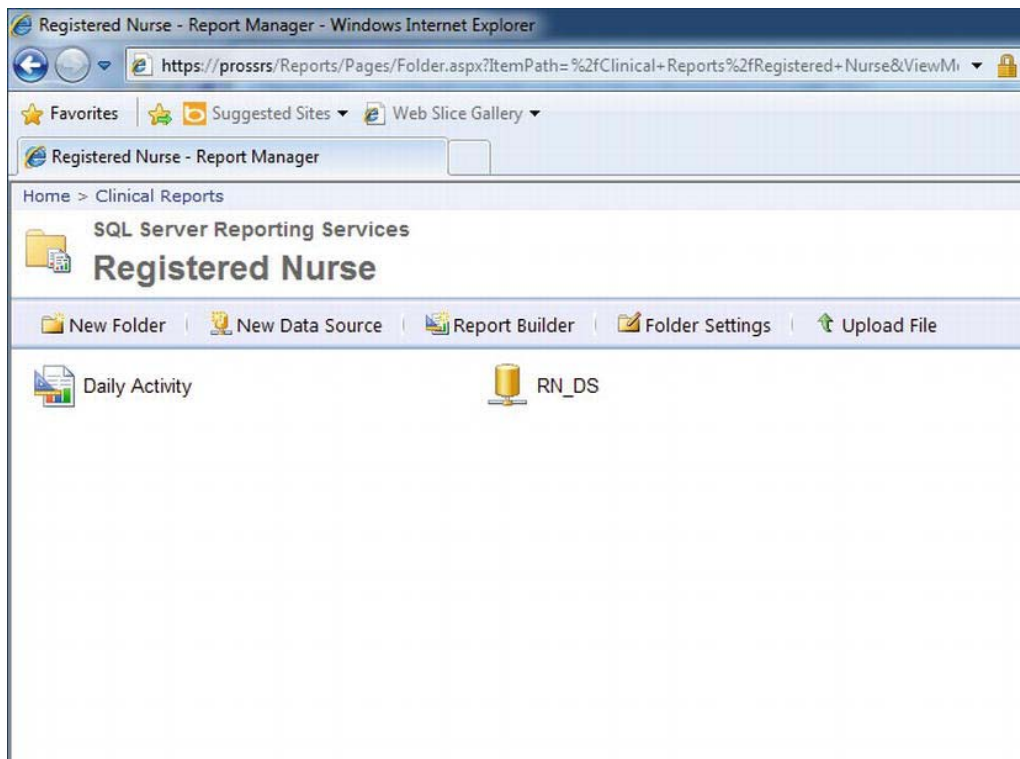 Registered Nurse - Report Manager - Windows Internet Explorer
https://prossrs/Reports/Pages/Folder.aspx?ItemPath=%2fClinical+Reports%2fRegistered+Nurse&ViewM
Favorites Suggested Sites Web Slice Gallery
Registered Nurse - Report Manager
Home > Clinical Reports
SQL Server Reporting Services
Registered Nurse
New Folder New Data Source Report Builder Folder Settings Upload File
Daily Activity RN_DS